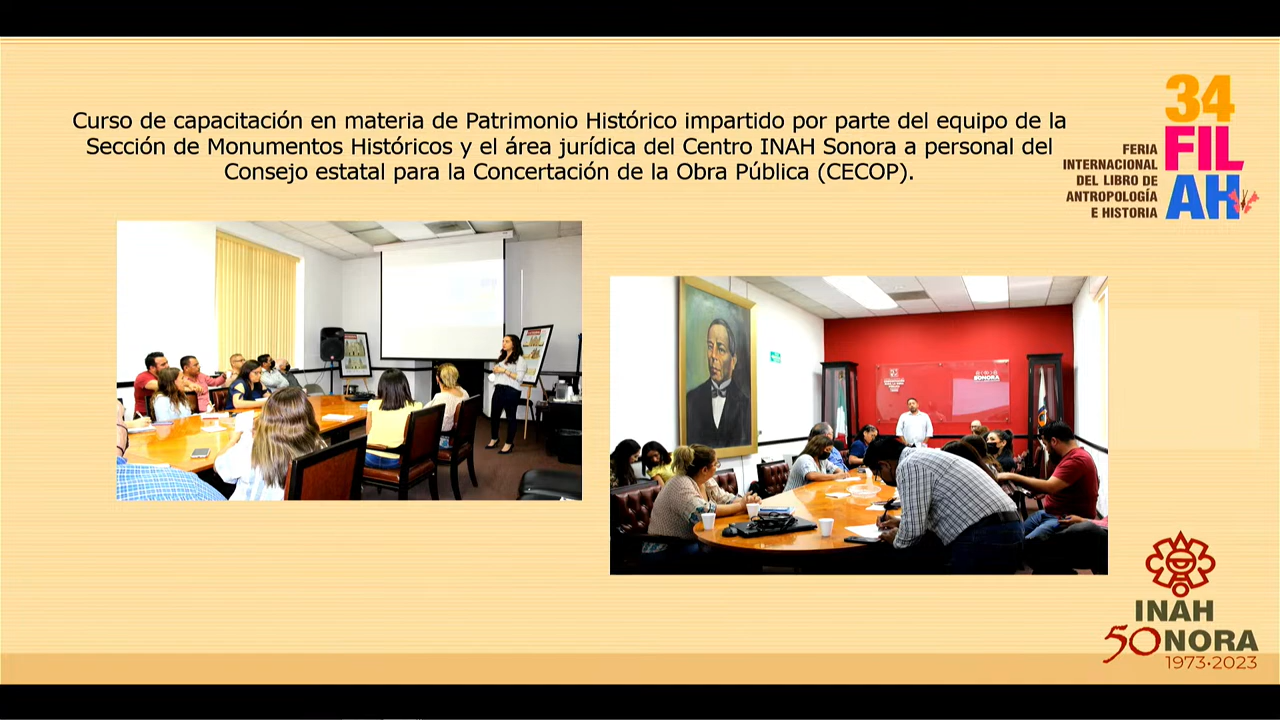 Curso de capacitación en materia de Patrimonio Histórico impartido por parte del equipo de la
Sección de Monumentos Históricos y el área jurídica del Centro INAH Sonora a personal del
Consejo estatal para la Concertación de la Obra Pública (CECOP).
34
FIL
AH
FERIA
INTERNACIONAL
DEL LIBRO DE
ANTROPOLOGÍA
E HISTORIA
SONORA
INAH
50NORA
1973•2023